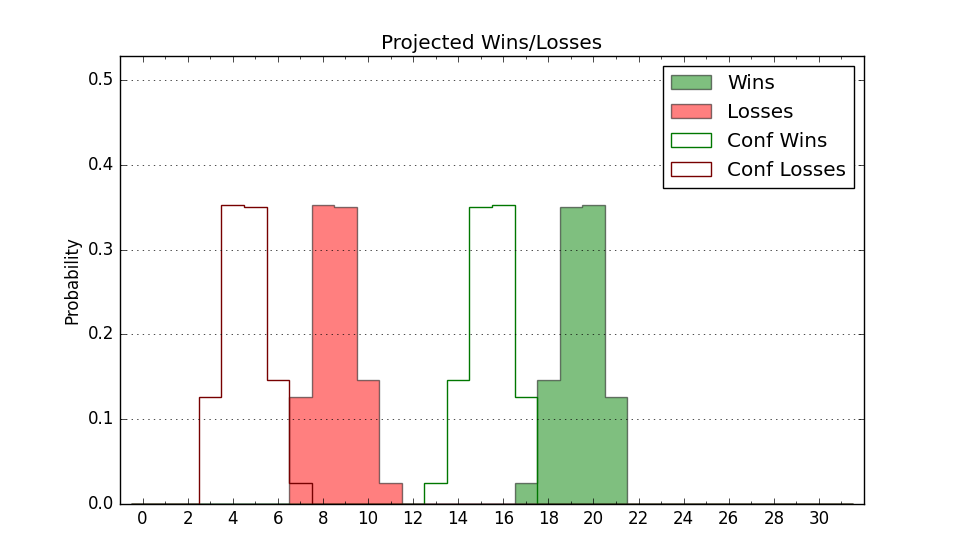 Projected Wins/Losses
Wins
Losses
Conf Wins
Conf Losses
Probability
0.5
0.4
0.3
0.2
0.1
0.0
0 2 4 6 8 10 12 14 16 18 20 22 24 26 28 30